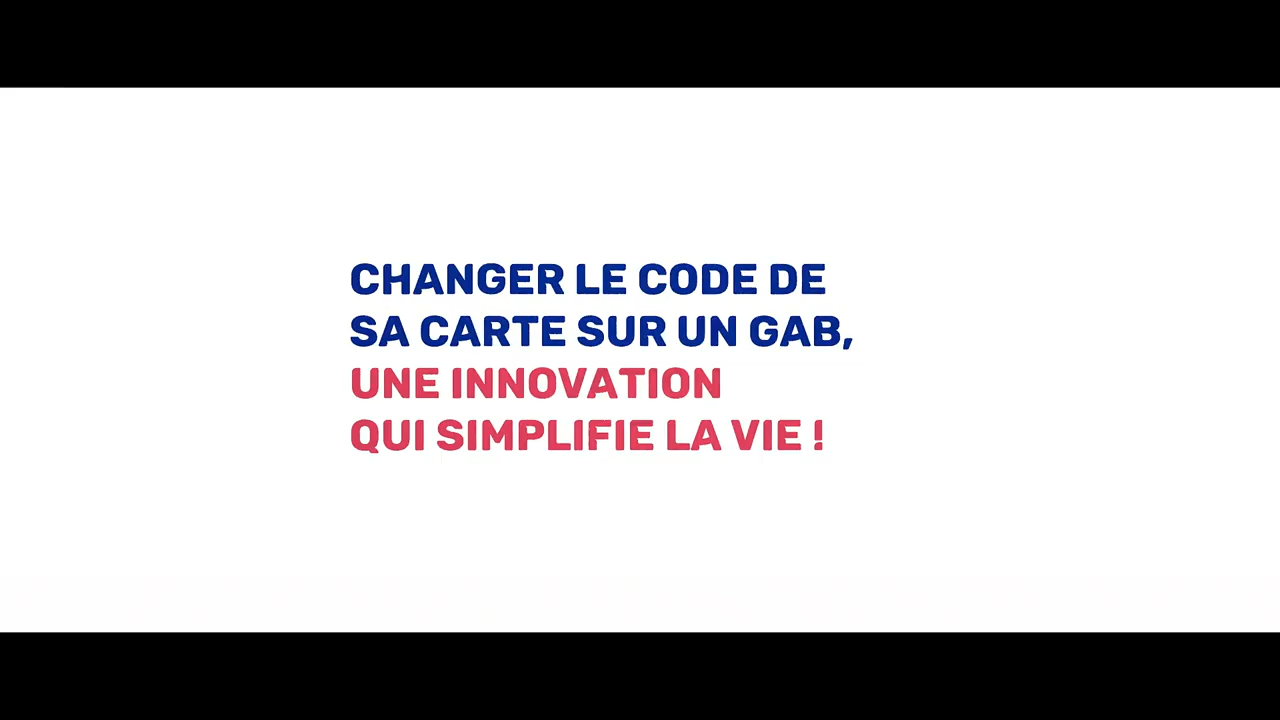 CHANGER LE CODE DE
SA CARTE SUR UN GAB,
UNE INNOVATION
QUI SIMPLIFIE LA VIE !